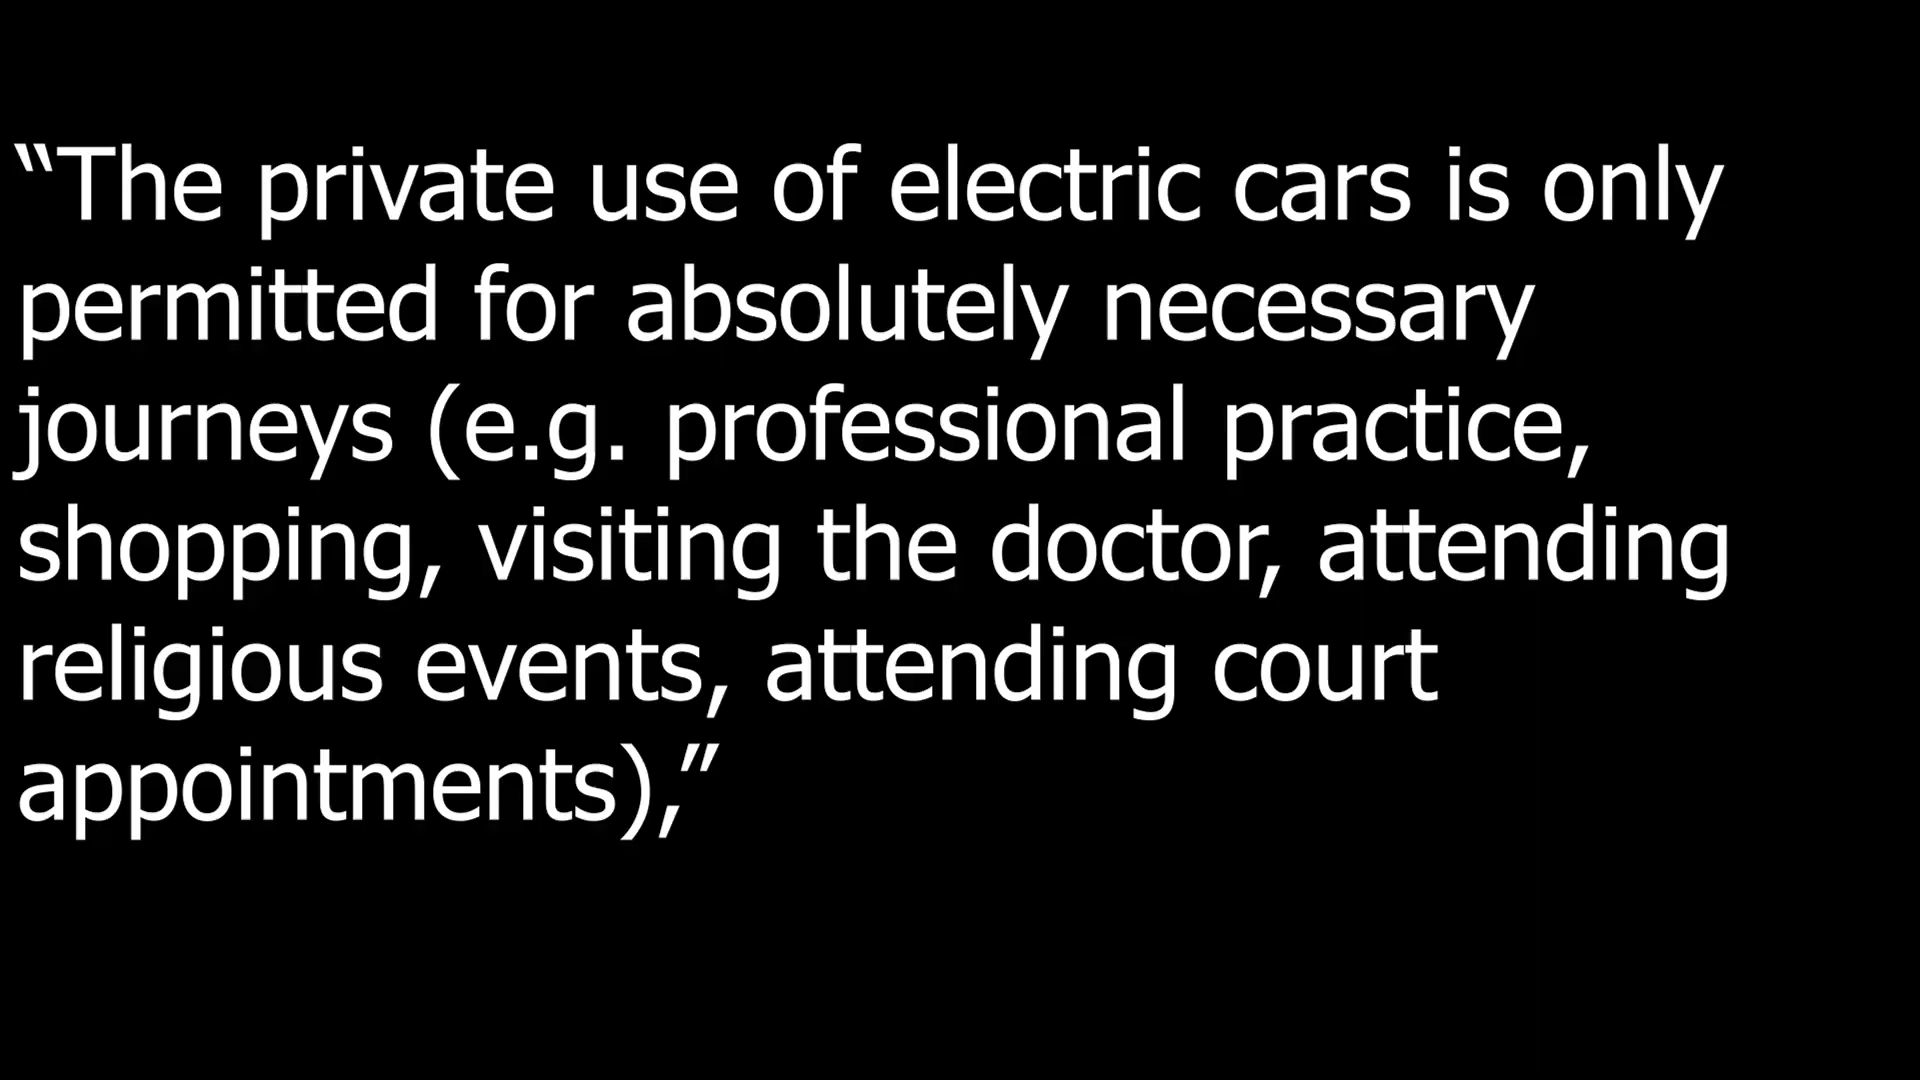 “The private use of electric cars is only
permitted for absolutely necessary
journeys (e.g. professional practice,
shopping, visiting the doctor, attending
religious events, attending court
appointments),”